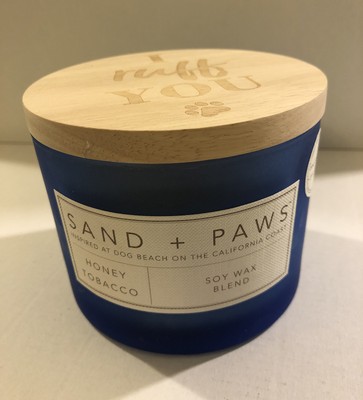 I
ruff
YOU
SAND + PAWS
INSPIRED AT DOG BEACH ON THE CALIFORNIA COAST
HONEY
TOBACCO
SOY WAX
BLEND